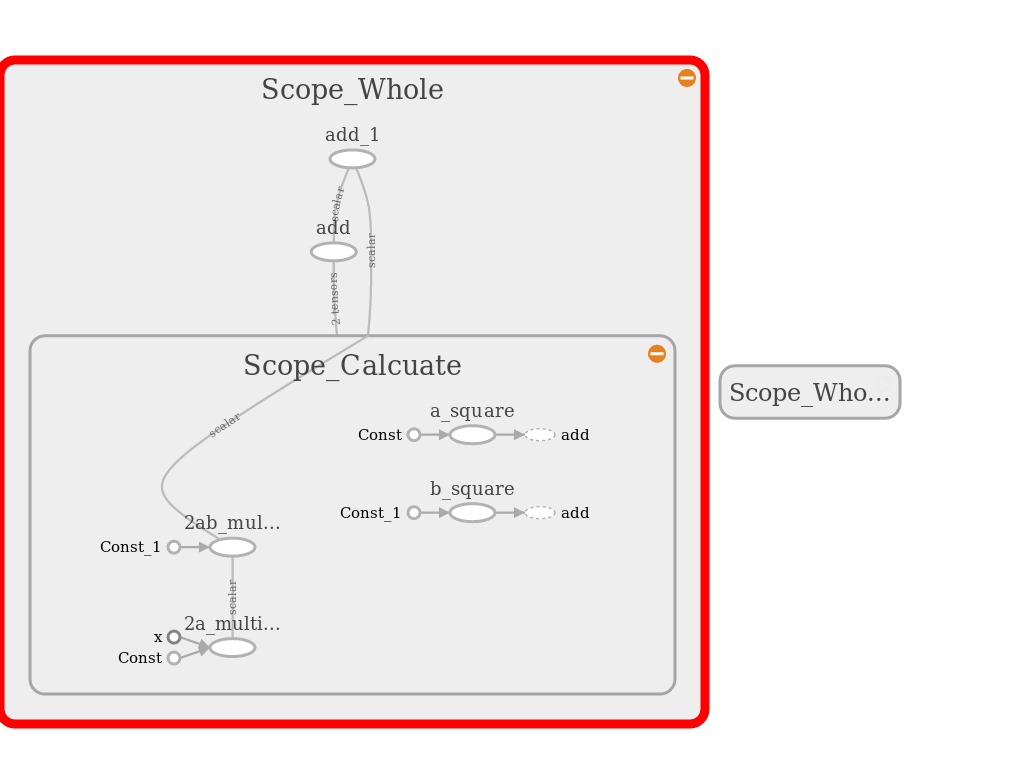 Scope_Whole
add_1
scalar
add
scalar
2 tensors
Scope_Calcuate
Scope_Who...
a_square
Const
add
scalar
b_square
Const_1
add
2ab_mul...
Const_1
scalar
2a_multi...
x
Const